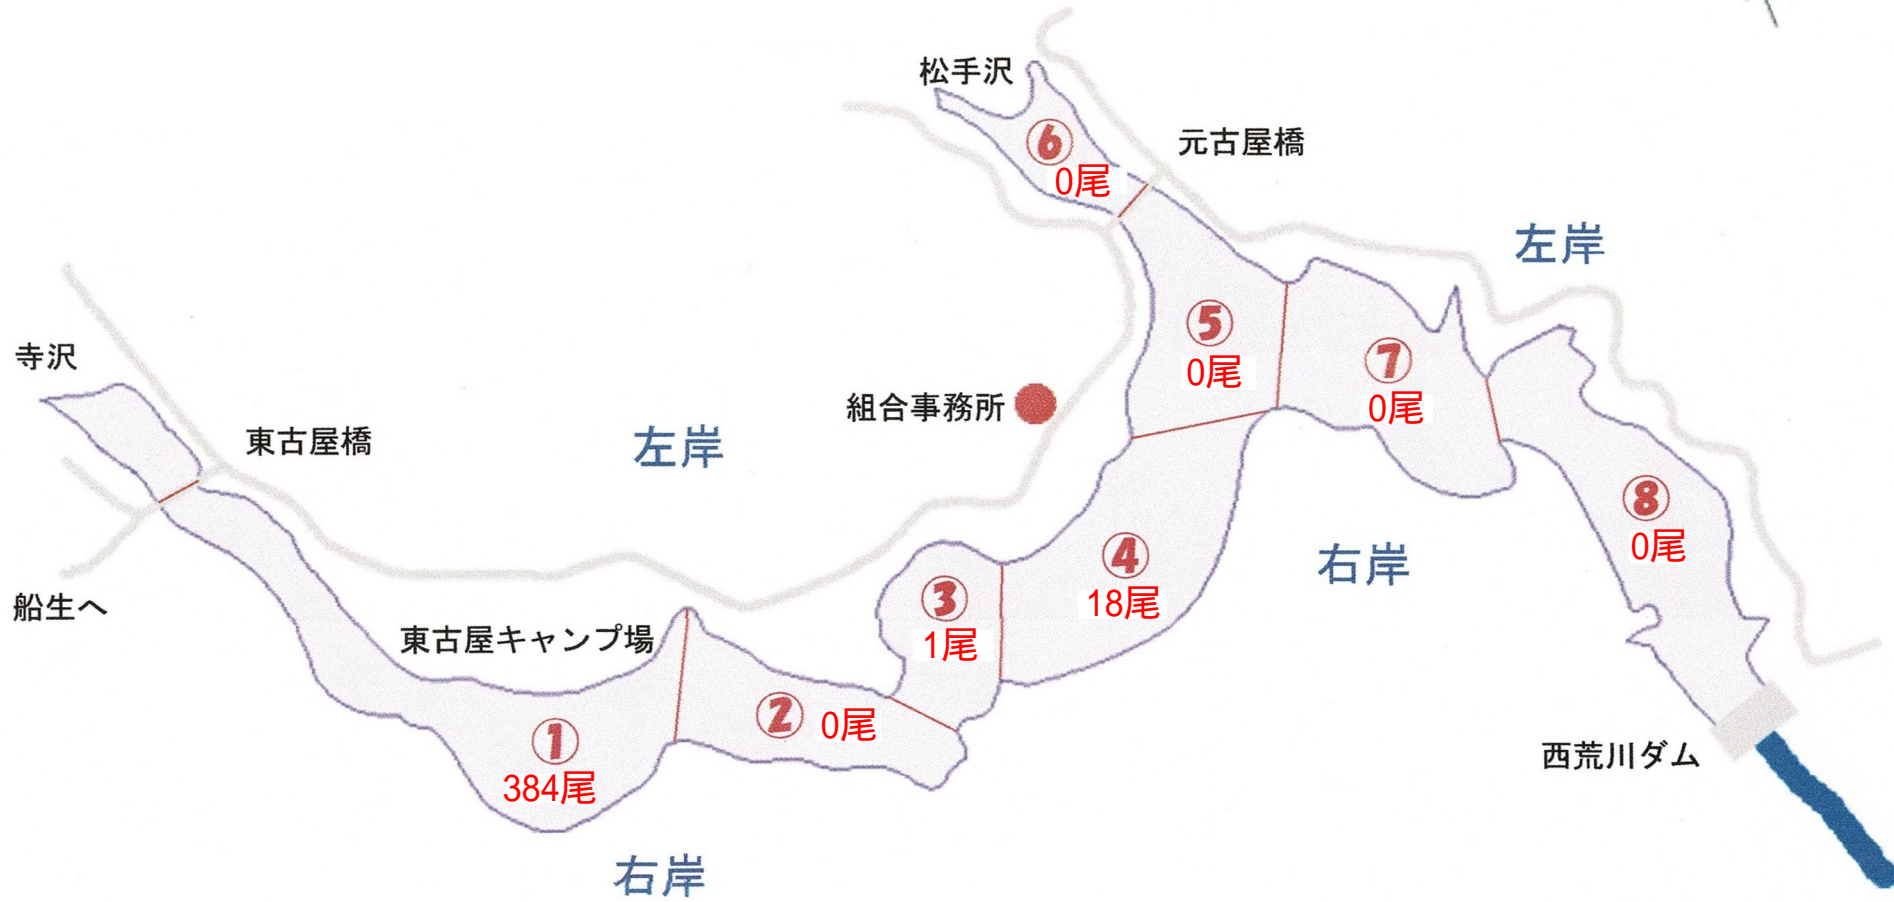 松手沢
⑥
0尾
元古屋橋
左岸
寺沢
東古屋橋
左岸
組合事務所
⑤
0尾
⑦
0尾
⑧
0尾
船生へ
東古屋キャンプ場
③
1尾
④
18尾
右岸
①
384尾
②
0尾
西荒川ダム
右岸